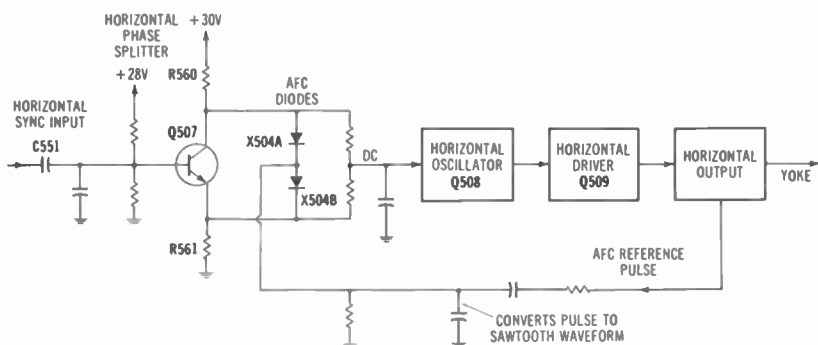 HORIZONTAL
PHASE
SPLITTER
+28V
+30V
R560
HORIZONTAL
SYNC INPUT
C551
Q507
AFC
DIODES
X504A
X504B
R561
DC
HORIZONTAL
OSCILLATOR
Q508
HORIZONTAL
DRIVER
Q509
HORIZONTAL
OUTPUT
YOKE
AFC REFERENCE
PULSE
CONVERTS PULSE TO
SAWTOOTH WAVEFORM